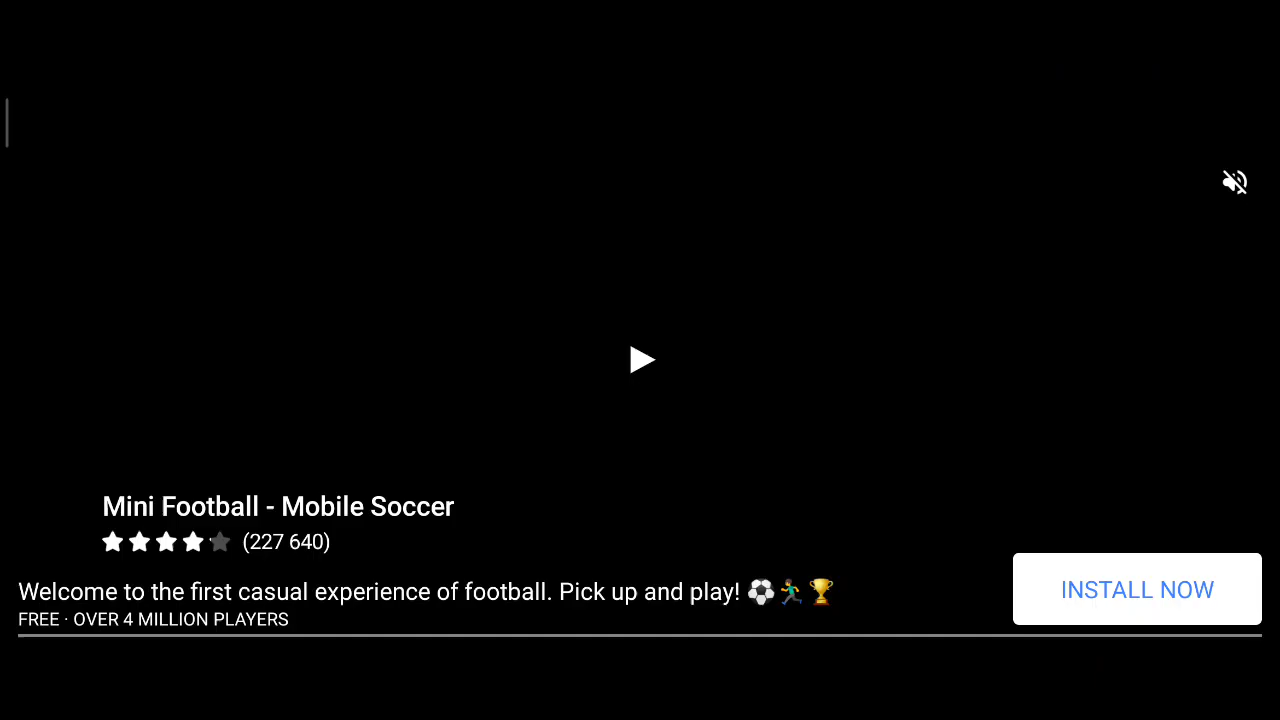 Mini Football - Mobile Soccer
(227 640)
Welcome to the first casual experience of football. Pick up and play! ⚽🏃‍♂️🏆
FREE · OVER 4 MILLION PLAYERS
INSTALL NOW